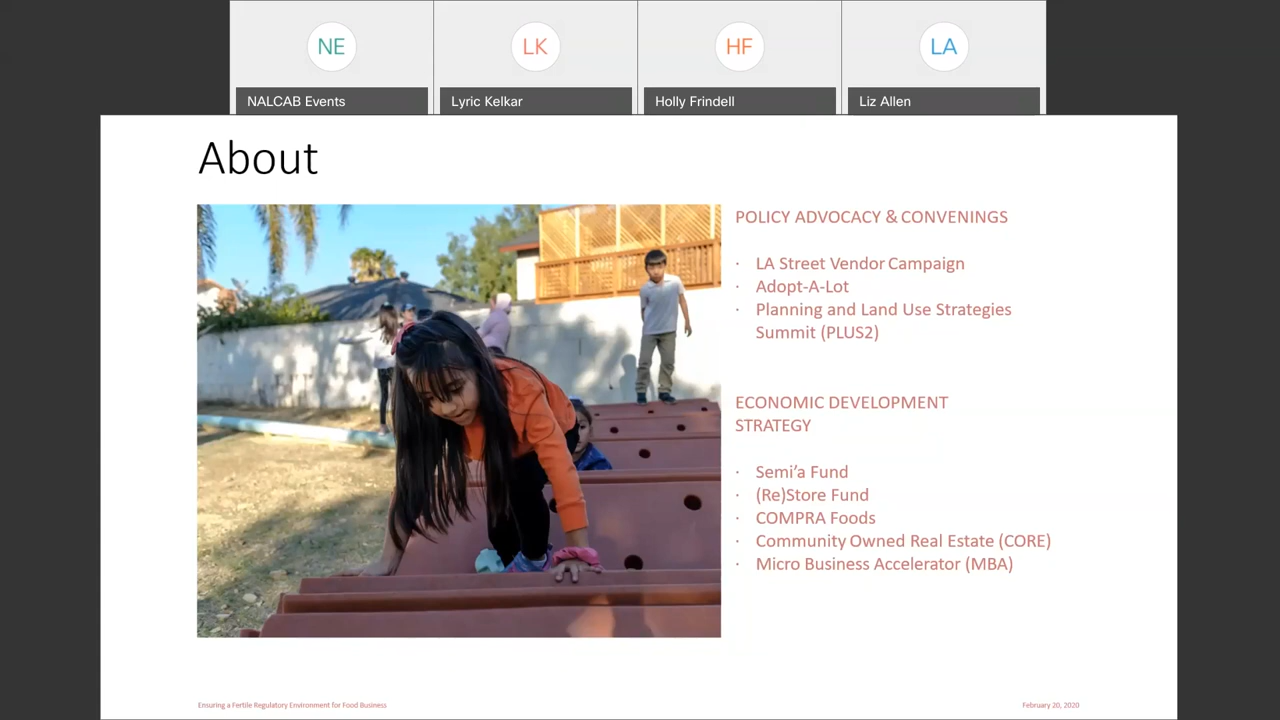 NE
LK
HF
LA
NALCAB Events
Lyric Kelkar
Holly Frindell
Liz Allen
About
POLICY ADVOCACY & CONVENINGS
· LA Street Vendor Campaign
· Adopt-A-Lot
· Planning and Land Use Strategies
Summit (PLUS2)
ECONOMIC DEVELOPMENT
STRATEGY
· Semi’a Fund
· (Re)Store Fund
· COMPRA Foods
· Community Owned Real Estate (CORE)
· Micro Business Accelerator (MBA)
Ensuring a Fertile Regulatory Environment for Food Business
February 20, 2020